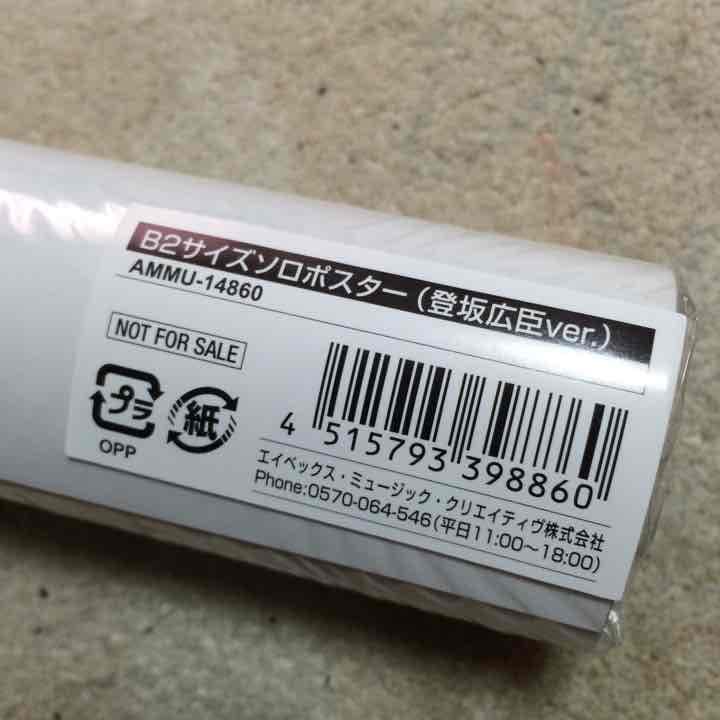 B2サイズソロポスター(登坂広臣ver.)
AMMU-14860
NOT FOR SALE
プラ
OPP
紙
4 515793 398860
エイベックス・ミュージック・クリエイティヴ株式会社
Phone:0570-064-546(平日11:00~18:00)